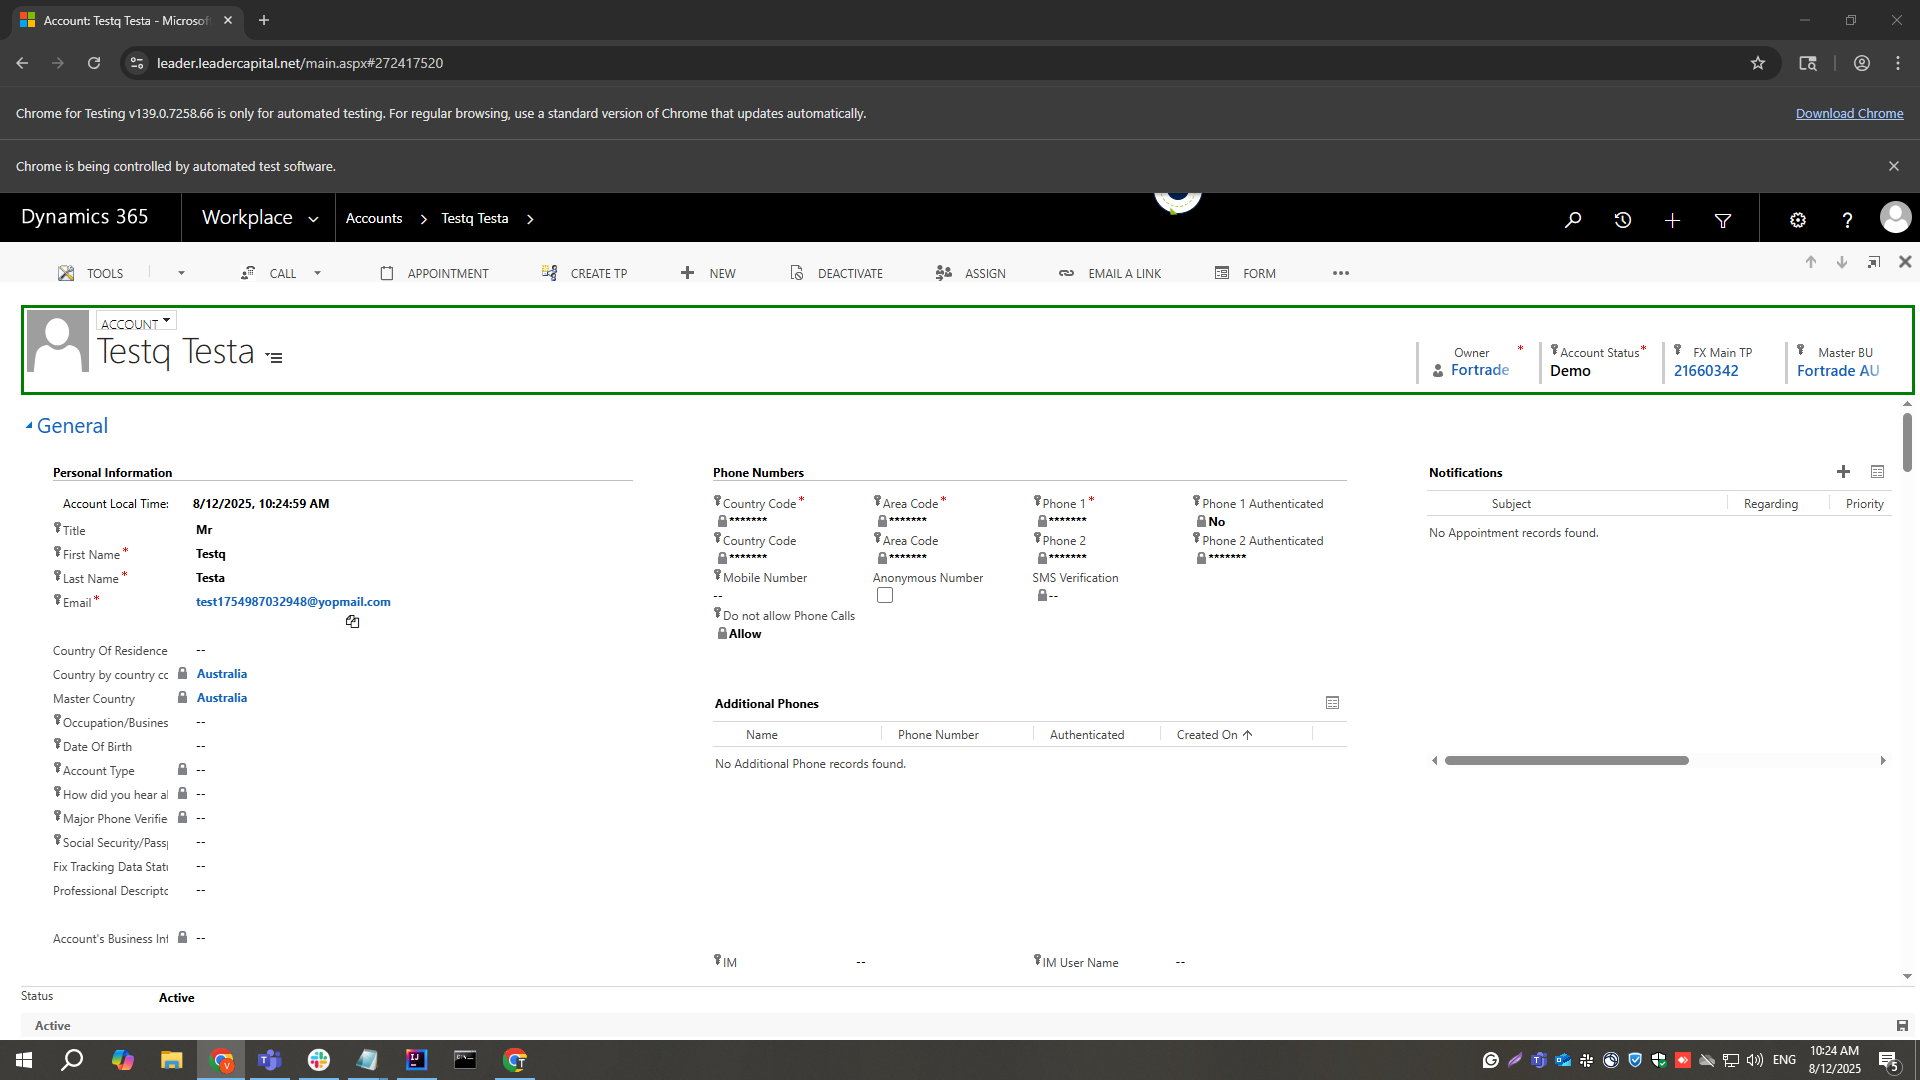 Account: Testq Testa - Microsof
leader.leadercapital.net/main.aspx#272417520
Chrome for Testing v139.0.7258.66 is only for automated testing. For regular browsing, use a standard version of Chrome that updates automatically.
Download Chrome
Chrome is being controlled by automated test software.
Dynamics 365
Workplace
Accounts
Testq Testa
TOOLS
CALL
APPOINTMENT
CREATE TP
NEW
DEACTIVATE
ASSIGN
EMAIL A LINK
FORM
ACCOUNT
Testq Testa
Owner *
Fortrade
Account Status *
Demo
FX Main TP
21660342
Master BU
Fortrade AU
General
Personal Information
Account Local Time: 8/12/2025, 10:24:59 AM
Title Mr
First Name * Testq
Last Name * Testa
Email * test1754987032948@yopmail.com
Country Of Residence --
Country by country cc Australia
Master Country Australia
Occupation/Busines --
Date Of Birth --
Account Type --
How did you hear al --
Major Phone Verifie --
Social Security/Pass --
Fix Tracking Data Stat --
Professional Descripto --
Account's Business Inf --
Phone Numbers
Country Code * Area Code * Phone 1 * Phone 1 Authenticated
******* ******* ******* No
Country Code Area Code Phone 2 Phone 2 Authenticated
******* ******* ******* *******
Mobile Number Anonymous Number SMS Verification
-- --
Do not allow Phone Calls
Allow
Additional Phones
Name Phone Number Authenticated Created On
No Additional Phone records found.
IM -- IM User Name --
Notifications
Subject Regarding Priority
No Appointment records found.
Status Active
Active
ENG
10:24 AM
8/12/2025
5